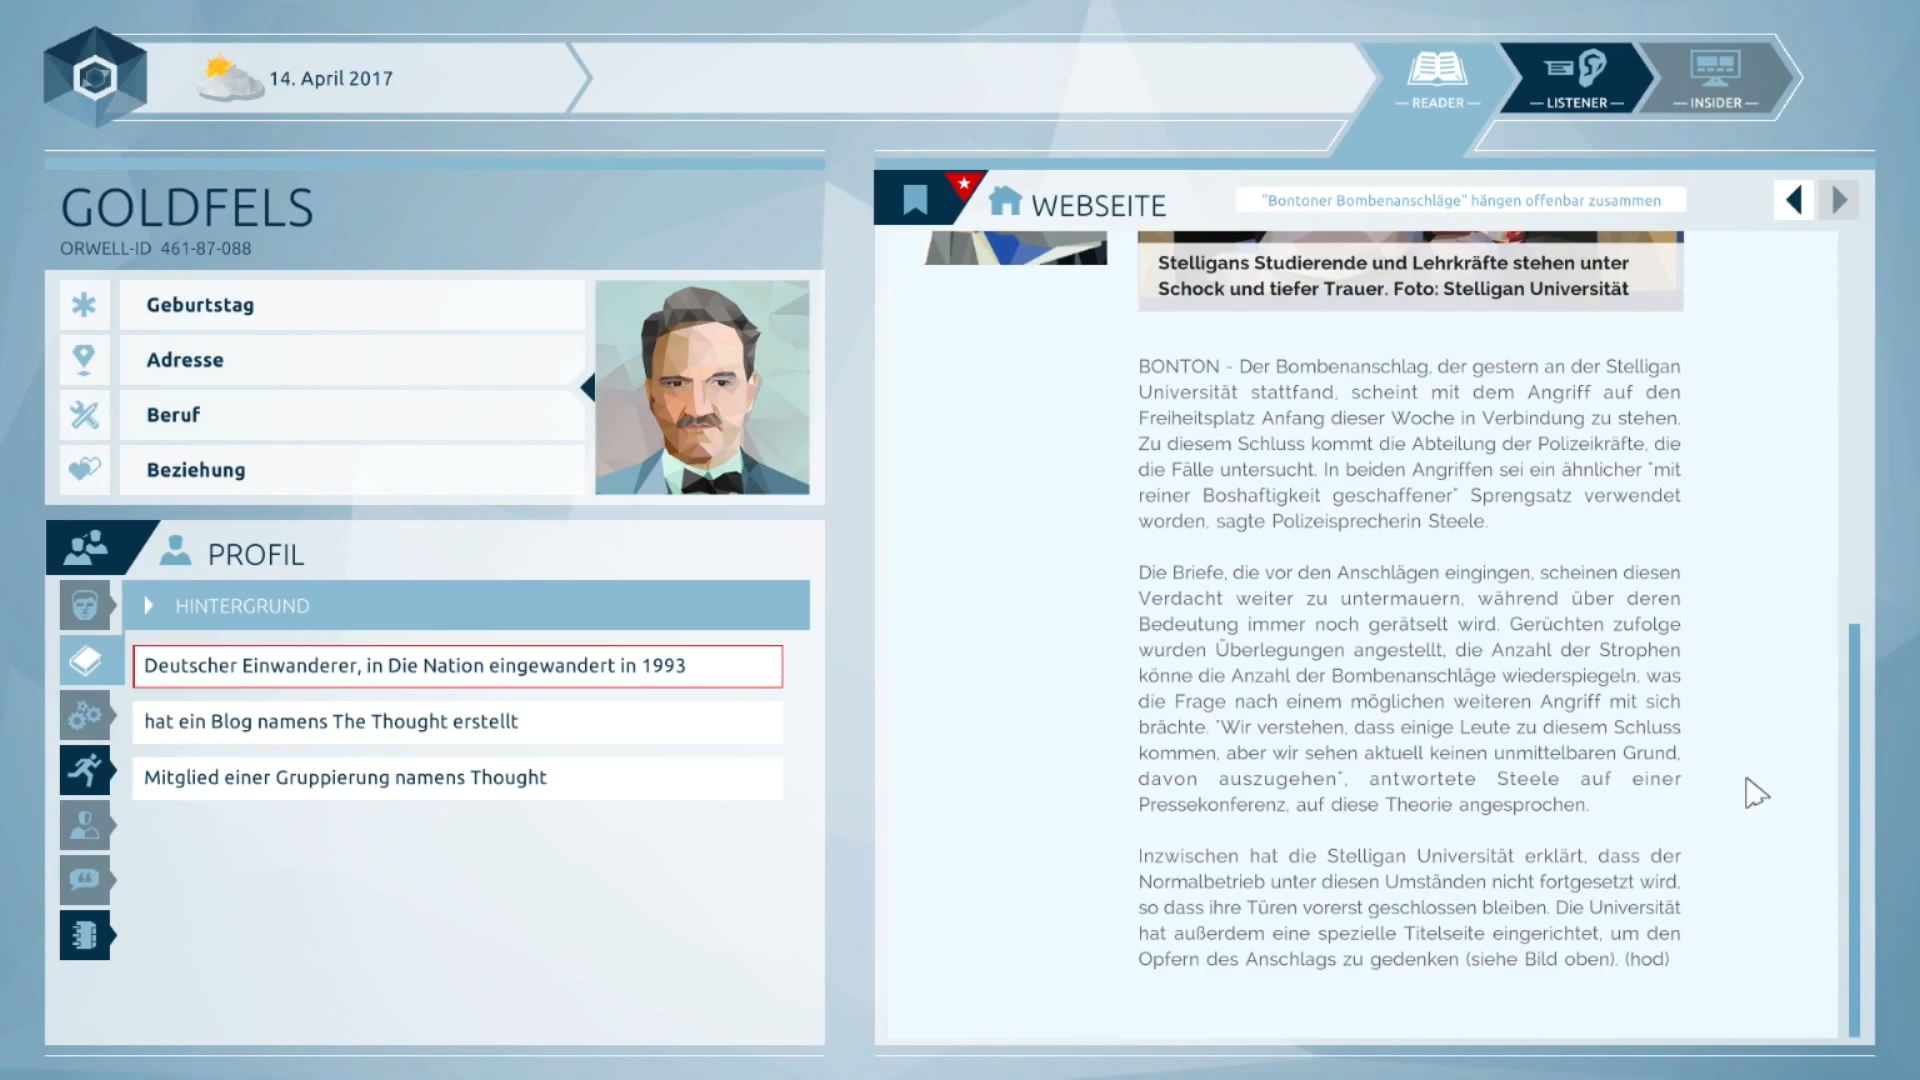 14. April 2017
READER
LISTENER
INSIDER
GOLDFELS
ORWELL-ID 461-87-088
Geburtstag
Adresse
Beruf
Beziehung
PROFIL
HINTERGRUND
Deutscher Einwanderer, in Die Nation eingewandert in 1993
hat ein Blog namens The Thought erstellt
Mitglied einer Gruppierung namens Thought
WEBSEITE
"Bontoner Bombenanschläge" hängen offenbar zusammen
Stelligans Studierende und Lehrkräfte stehen unter
Schock und tiefer Trauer. Foto: Stelligan Universität
BONTON - Der Bombenanschlag, der gestern an der Stelligan
Universität stattfand, scheint mit dem Angriff auf den
Freiheitsplatz Anfang dieser Woche in Verbindung zu stehen.
Zu diesem Schluss kommt die Abteilung der Polizeikräfte, die
die Fälle untersucht. In beiden Angriffen sei ein ähnlicher "mit
reiner Boshaftigkeit geschaffener" Sprengsatz verwendet
worden, sagte Polizeisprecherin Steele.
Die Briefe, die vor den Anschlägen eingingen, scheinen diesen
Verdacht weiter zu untermauern, während über deren
Bedeutung immer noch gerätselt wird. Gerüchten zufolge
wurden Überlegungen angestellt, die Anzahl der Strophen
könne die Anzahl der Bombenanschläge wiederspiegeln, was
die Frage nach einem möglichen weiteren Angriff mit sich
brächte. "Wir verstehen, dass einige Leute zu diesem Schluss
kommen, aber wir sehen aktuell keinen unmittelbaren Grund,
davon auszugehen", antwortete Steele auf einer
Pressekonferenz, auf diese Theorie angesprochen.
Inzwischen hat die Stelligan Universität erklärt, dass der
Normalbetrieb unter diesen Umständen nicht fortgesetzt wird,
so dass ihre Türen vorerst geschlossen bleiben. Die Universität
hat außerdem eine spezielle Titelseite eingerichtet, um den
Opfern des Anschlags zu gedenken (siehe Bild oben). (hod)